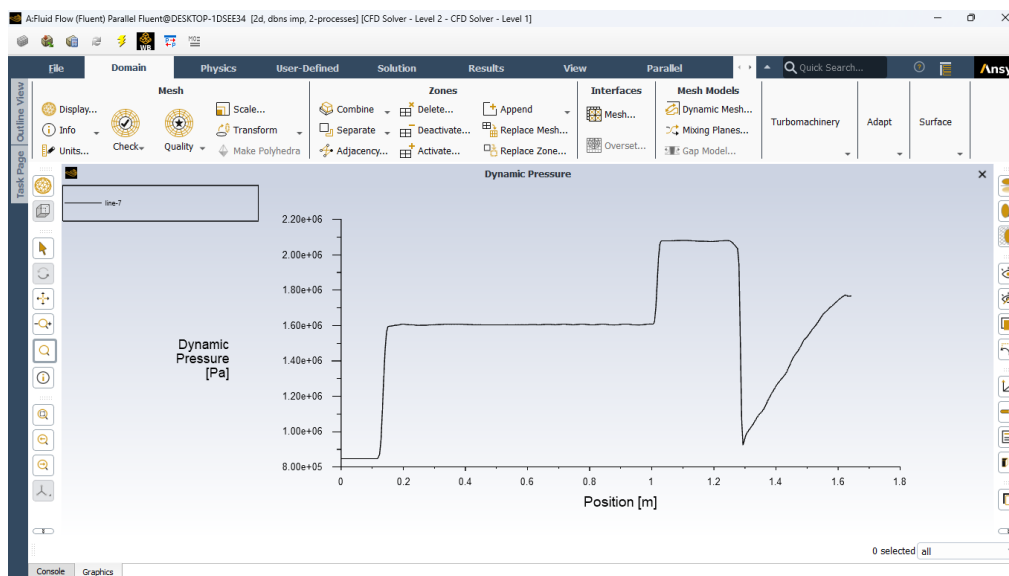 A:Fluid Flow (Fluent) Parallel Fluent@DESKTOP-1DSEE34 [2d, dbns imp, 2-processes] [CFD Solver - Level 2 - CFD Solver - Level 1]
WB
File Domain Physics User-Defined Solution Results View Parallel Quick Search... Ansy
Mesh Zones Interfaces Mesh Models
Display... Scale... Combine Delete... Append Mesh... Dynamic Mesh...
Info Transform Separate Deactivate... Replace Mesh... Mixing Planes... Turbomachinery Adapt Surface
Units... Check Quality Make Polyhedra Adjacency... Activate... Replace Zone... Overset... Gap Model...
Outline View
Task Page
Dynamic Pressure
line-7
2.20e+06
2.00e+06
1.80e+06
1.60e+06
1.40e+06
1.20e+06
1.00e+06
8.00e+05
Dynamic
Pressure
[Pa]
0 0.2 0.4 0.6 0.8 1 1.2 1.4 1.6 1.8
Position [m]
0 selected all
Console Graphics